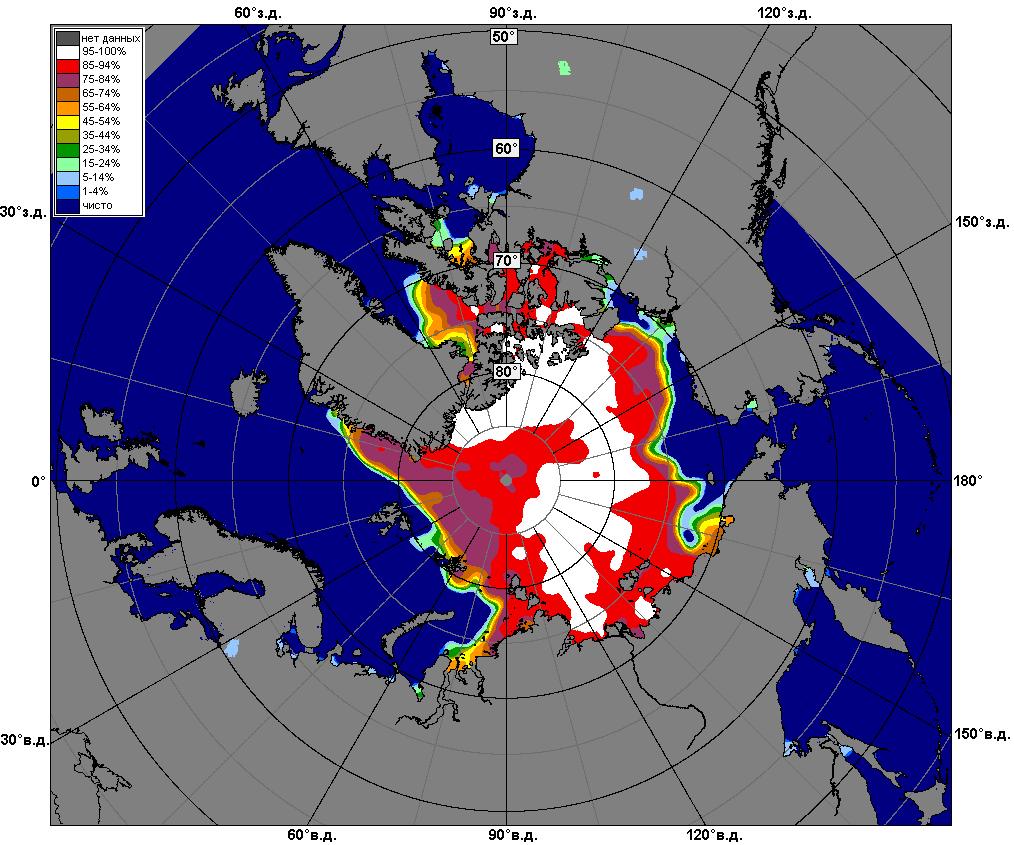 60°з.д.
90°з.д.
120°з.д.
нет данных
95-100%
85-94%
75-84%
65-74%
55-64%
45-54%
35-44%
25-34%
15-24%
5-14%
1-4%
чисто
50°
60°
70°
80°
30°з.д.
150°з.д.
0°
180°
30°в.д.
150°в.д.
60°в.д.
90°в.д.
120°в.д.